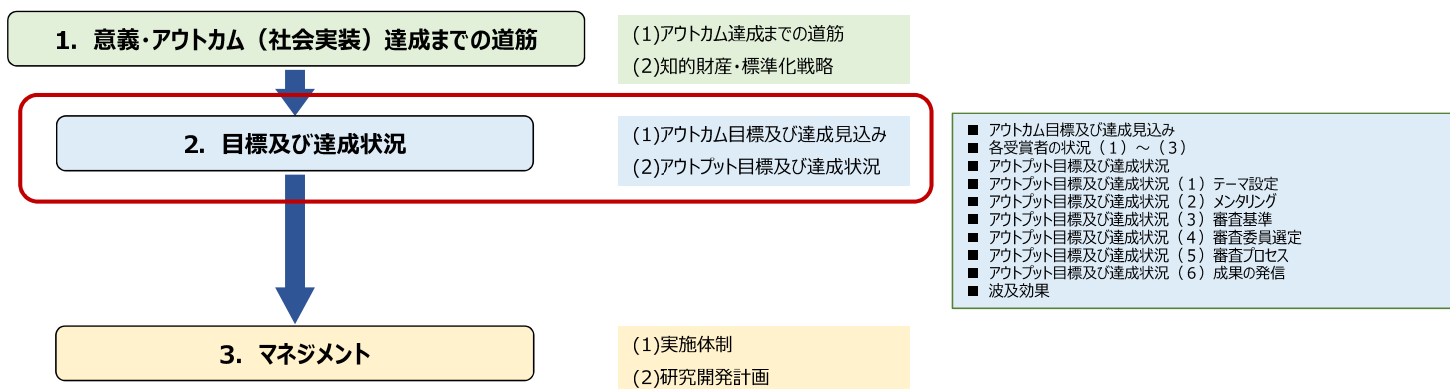 1. 意義・アウトカム（社会実装）達成までの道筋
(1)アウトカム達成までの道筋
(2)知的財産・標準化戦略
2. 目標及び達成状況
(1)アウトカム目標及び達成見込み
(2)アウトプット目標及び達成状況
■ アウトカム目標及び達成見込み
■ 各受賞者の状況（1）～（3）
■ アウトプット目標及び達成状況
■ アウトプット目標及び達成状況（1）テーマ設定
■ アウトプット目標及び達成状況（2）メンタリング
■ アウトプット目標及び達成状況（3）審査基準
■ アウトプット目標及び達成状況（4）審査委員選定
■ アウトプット目標及び達成状況（5）審査プロセス
■ アウトプット目標及び達成状況（6）成果の発信
■ 波及効果
3. マネジメント
(1)実施体制
(2)研究開発計画